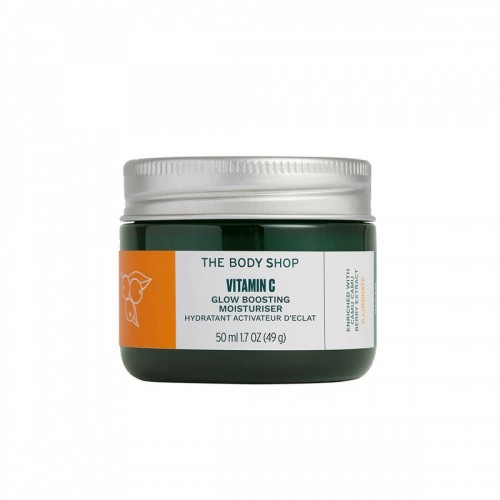 THE BODY SHOP
VITAMIN C
GLOW BOOSTING
MOISTURISER
HYDRATANT ACTIVATEUR D'ECLAT
50 ml 1.7 OZ (49 g)
ENRICHED WITH
CAMU CAMU
BERRY EXTRACT